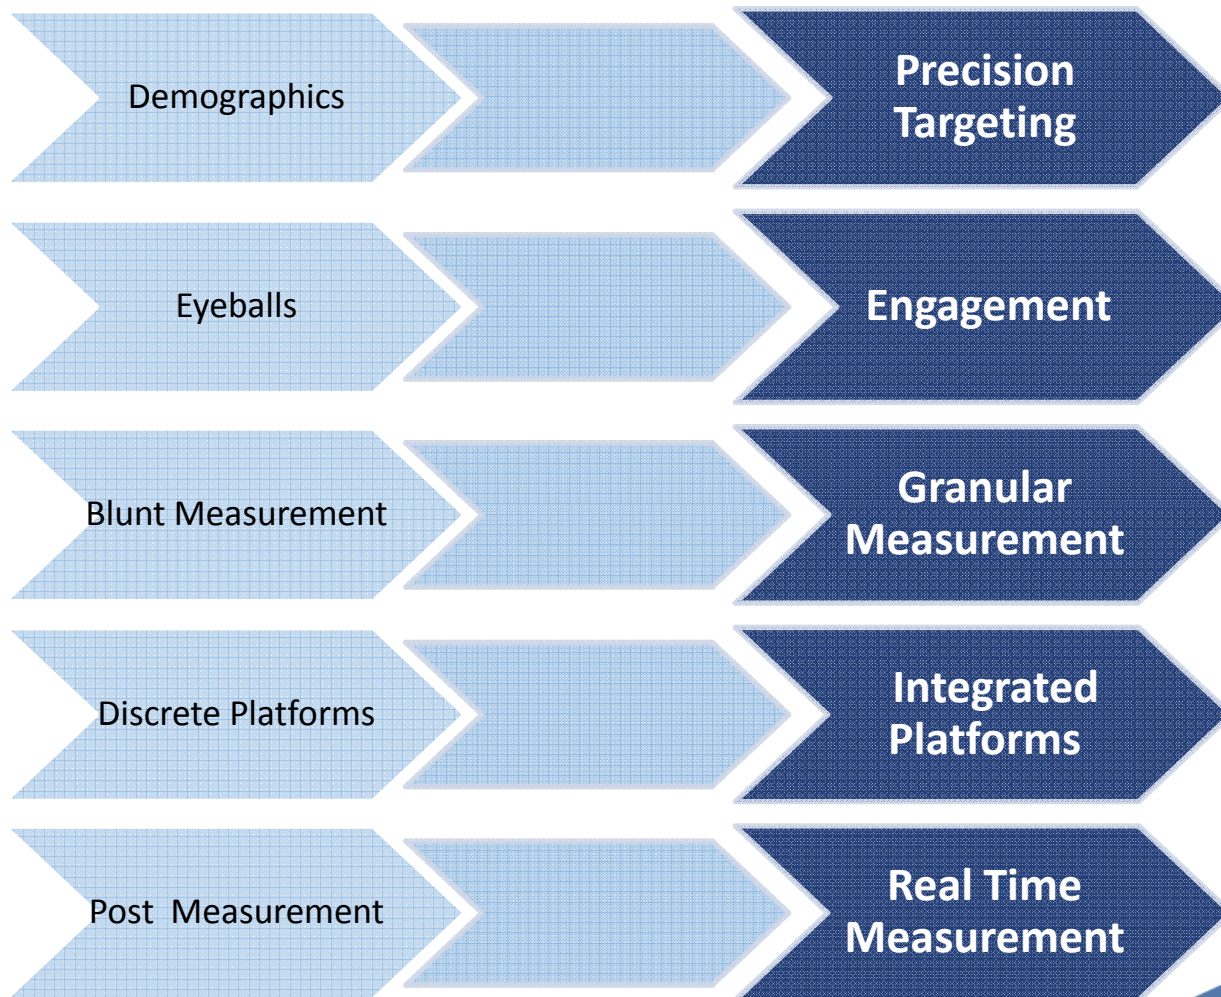 Demographics
Precision
Targeting
Eyeballs
Engagement
Blunt Measurement
Granular
Measurement
Discrete Platforms
Integrated
Platforms
Post  Measurement
Real Time
Measurement